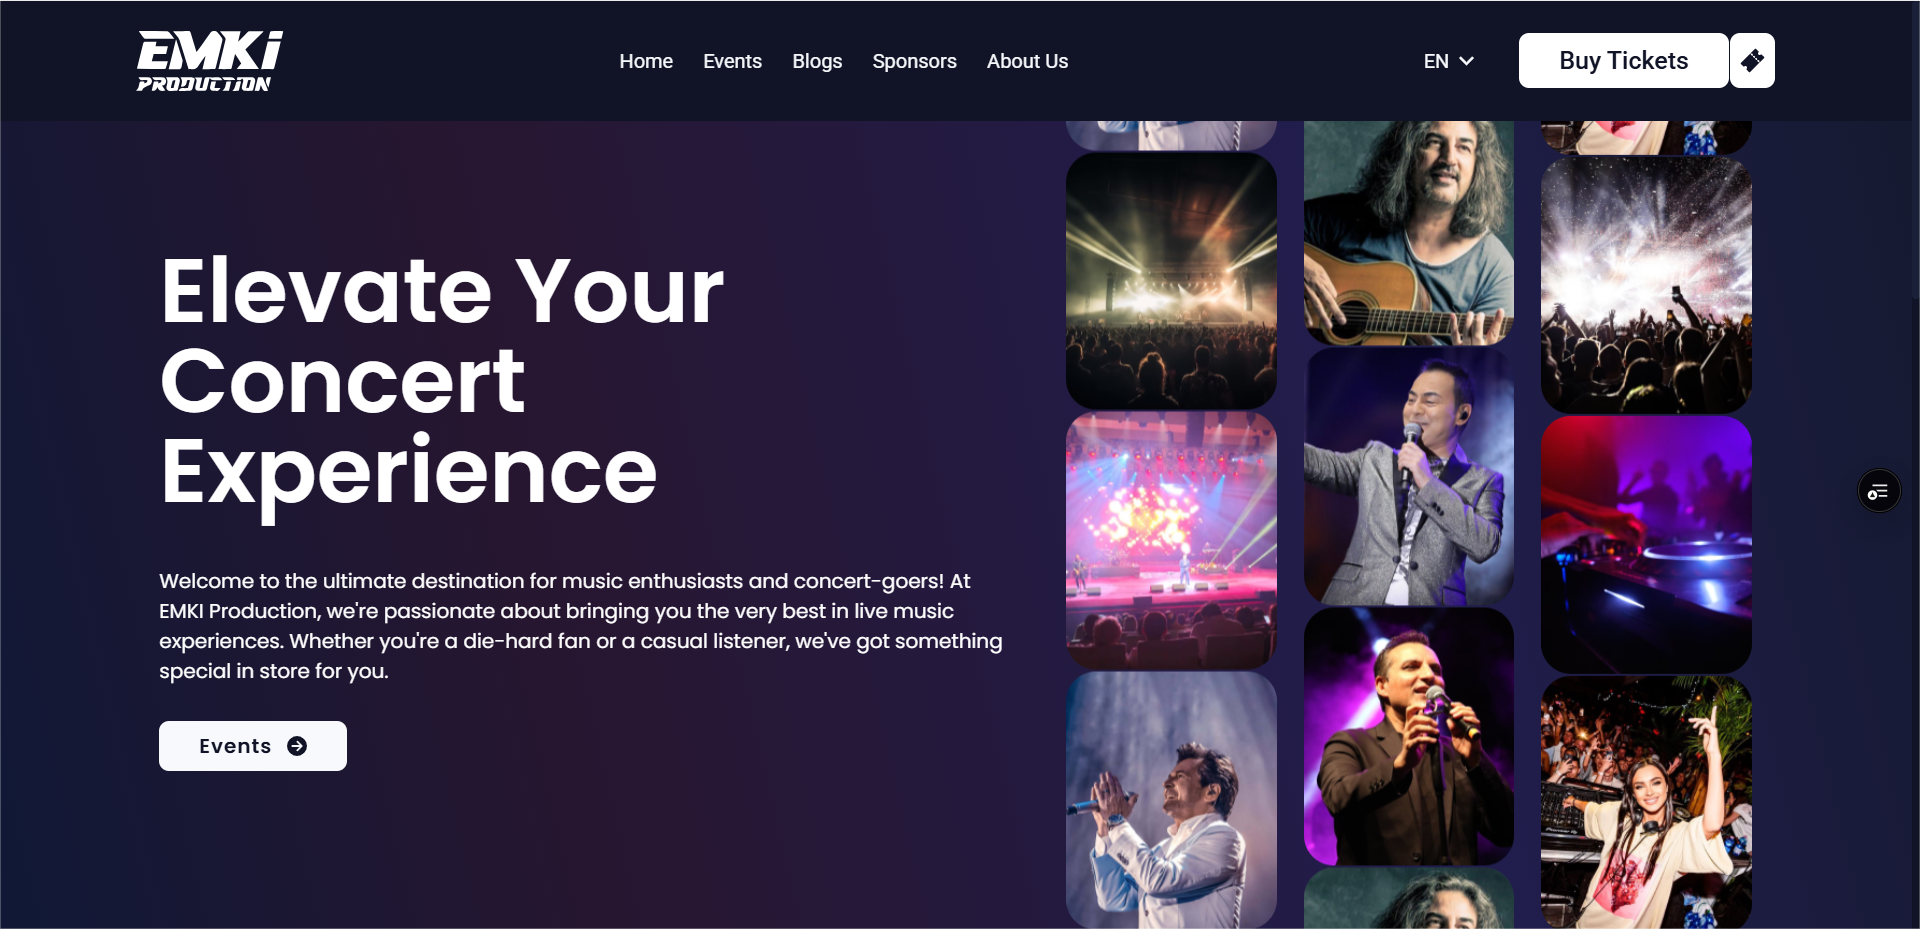 EMKi
PRODUCTION
Home
Events
Blogs
Sponsors
About Us
EN
Buy Tickets
Elevate Your
Concert
Experience
Welcome to the ultimate destination for music enthusiasts and concert-goers! At
EMKI Production, we're passionate about bringing you the very best in live music
experiences. Whether you're a die-hard fan or a casual listener, we've got something
special in store for you.
Events